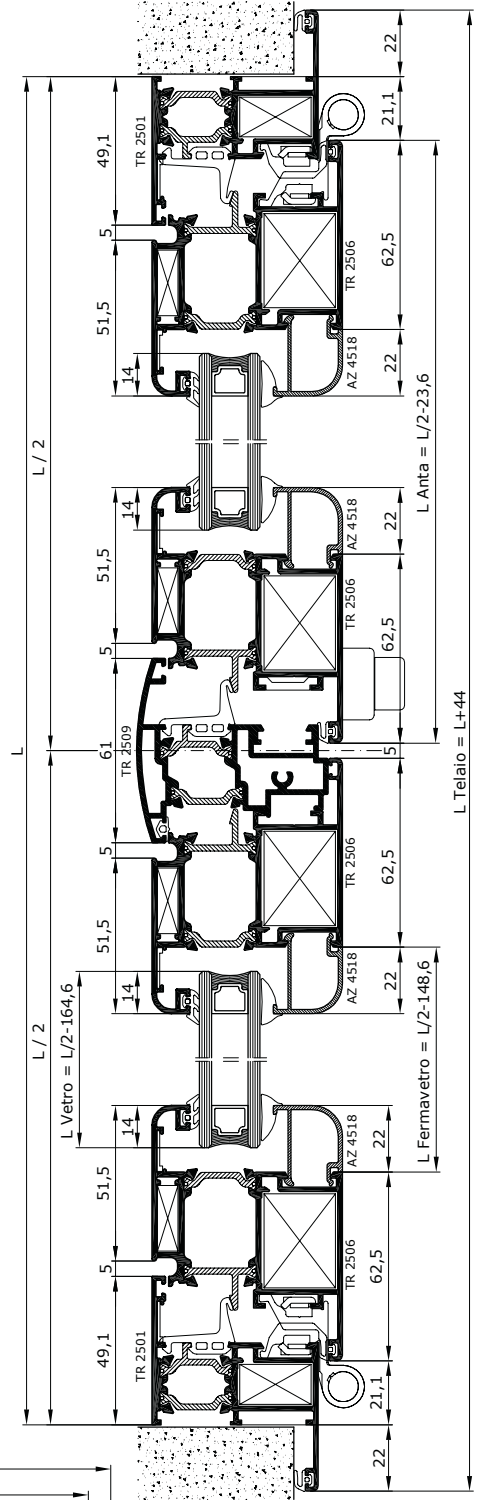 L
L / 2
L / 2
49,1
5
51,5
14
L Vetro = L/2-164,6
14
51,5
5
61
5
51,5
14
14
51,5
5
49,1
TR 2501
TR 2509
TR 2501
TR 2506
AZ 4518
AZ 4518
TR 2506
TR 2506
AZ 4518
AZ 4518
TR 2506
22
21,1
62,5
22
L Fermavetro = L/2-148,6
22
62,5
5
62,5
22
L Anta = L/2-23,6
22
62,5
21,1
22
L Telaio = L+44